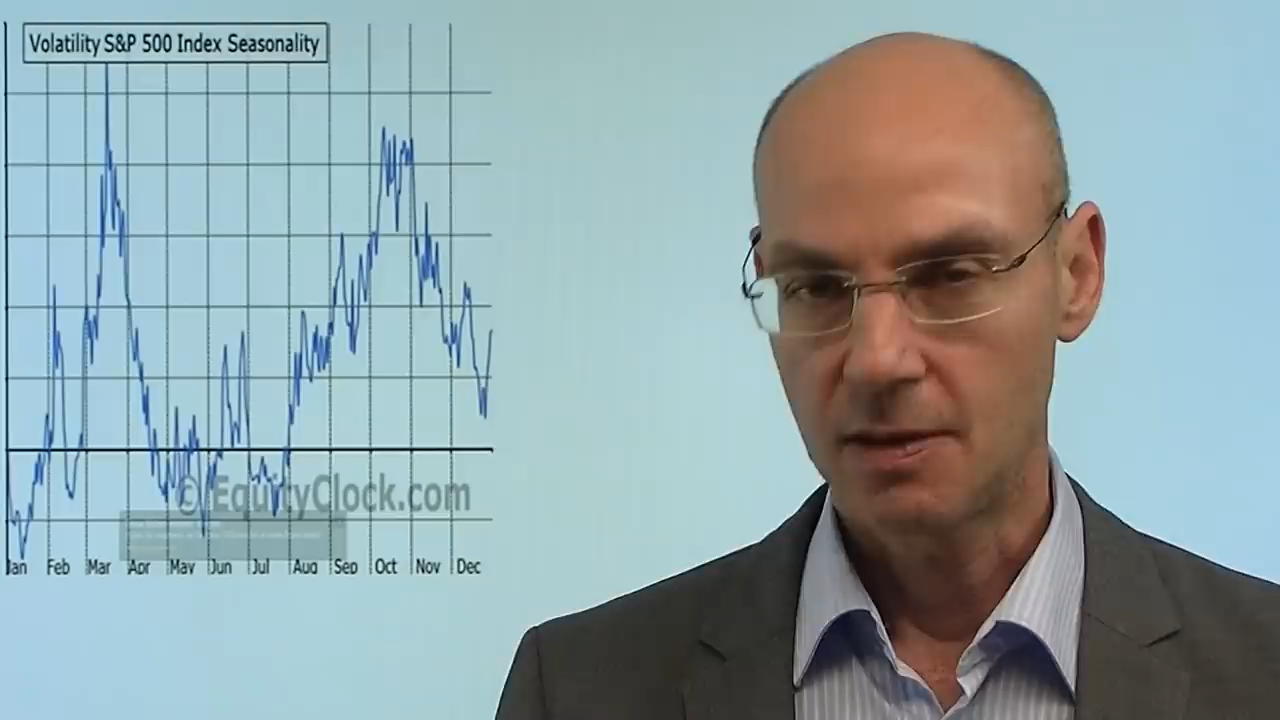 Volatility S&P 500 Index Seasonality
© EquityClock.com
Jan Feb Mar Apr May Jun Jul Aug Sep Oct Nov Dec